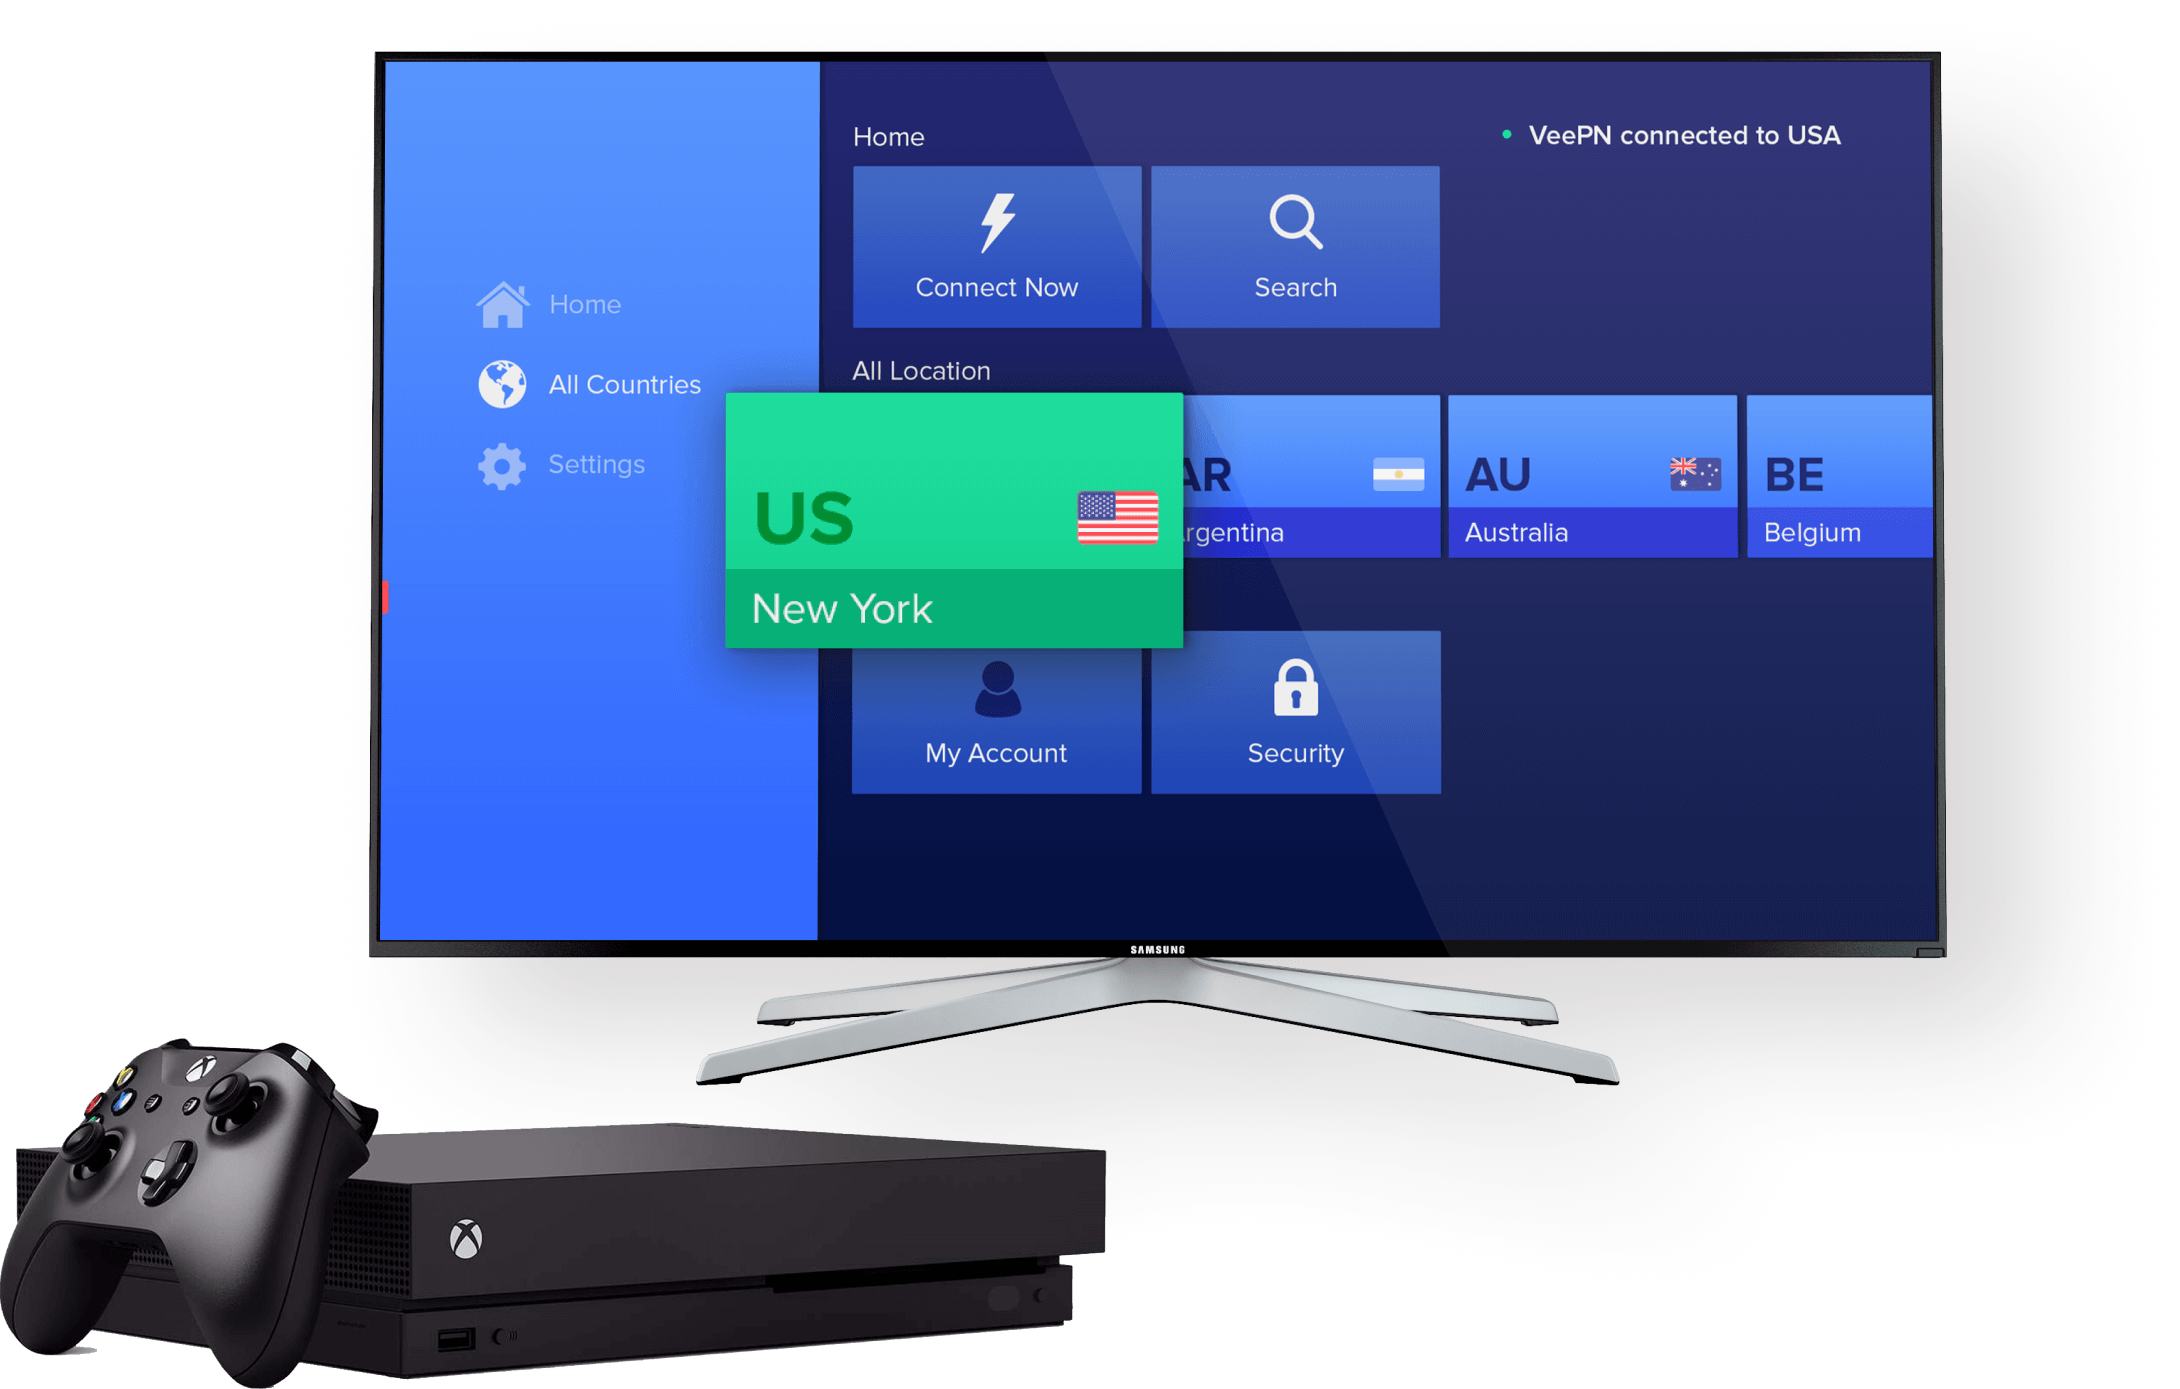 Home
VeePN connected to USA
Connect Now
Search
Home
All Countries
Settings
All Location
US
New York
AR
rgentina
AU
Australia
BE
Belgium
My Account
Security
SAMSUNG